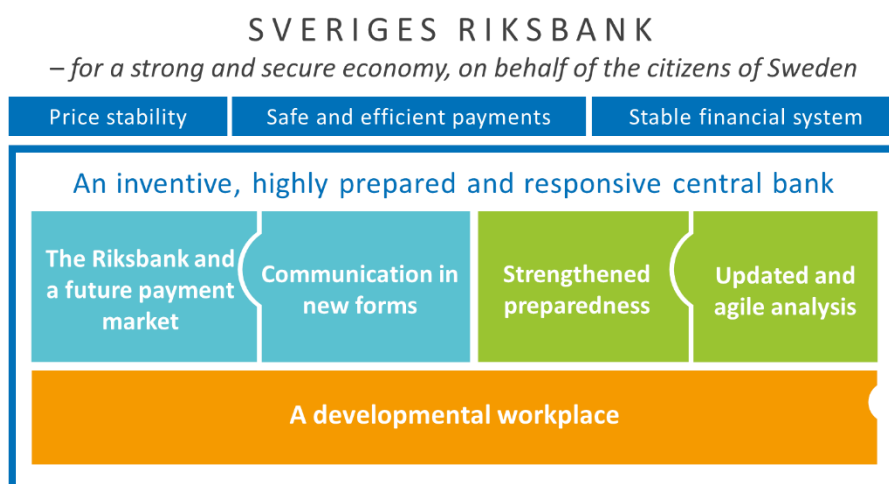 SVERIGES RIKSBANK
– for a strong and secure economy, on behalf of the citizens of Sweden
Price stability
Safe and efficient payments
Stable financial system
An inventive, highly prepared and responsive central bank
The Riksbank and
a future payment
market
Communication in
new forms
Strengthened
preparedness
Updated and
agile analysis
A developmental workplace